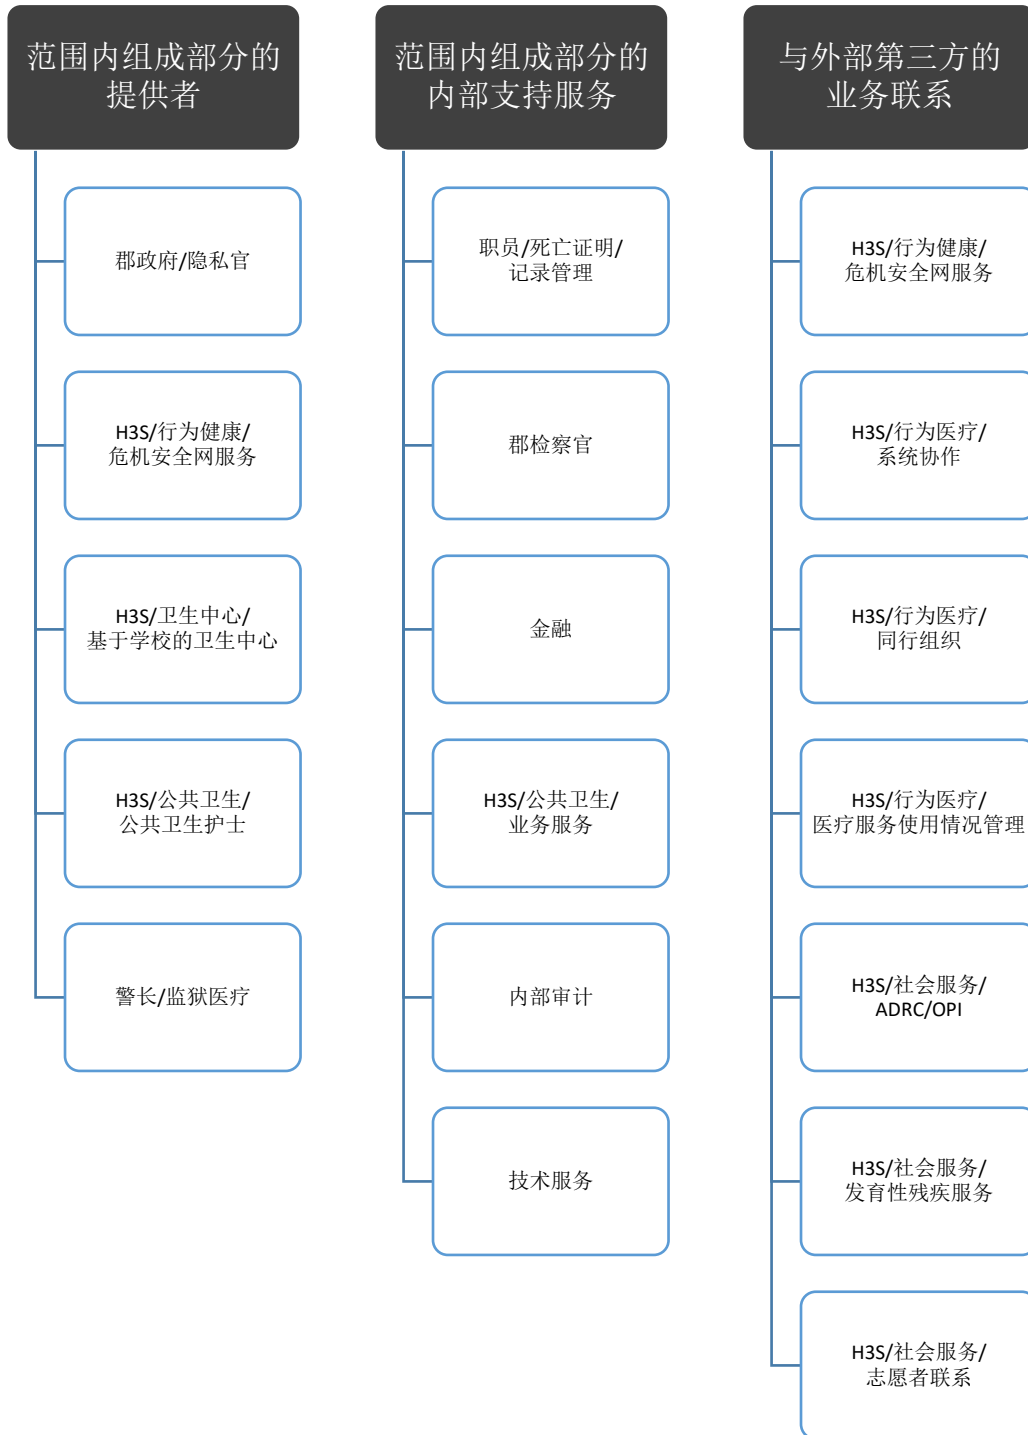 范围内组成部分的
提供者
郡政府/隐私官
H3S/行为健康/
危机安全网服务
H3S/卫生中心/
基于学校的卫生中心
H3S/公共卫生/
公共卫生护士
警长/监狱医疗
范围内组成部分的
内部支持服务
职员/死亡证明/
记录管理
郡检察官
金融
H3S/公共卫生/
业务服务
内部审计
技术服务
与外部第三方的
业务联系
H3S/行为健康/
危机安全网服务
H3S/行为医疗/
系统协作
H3S/行为医疗/
同行组织
H3S/行为医疗/
医疗服务使用情况管理
H3S/社会服务/
ADRC/OPI
H3S/社会服务/
发育性残疾服务
H3S/社会服务/
志愿者联系